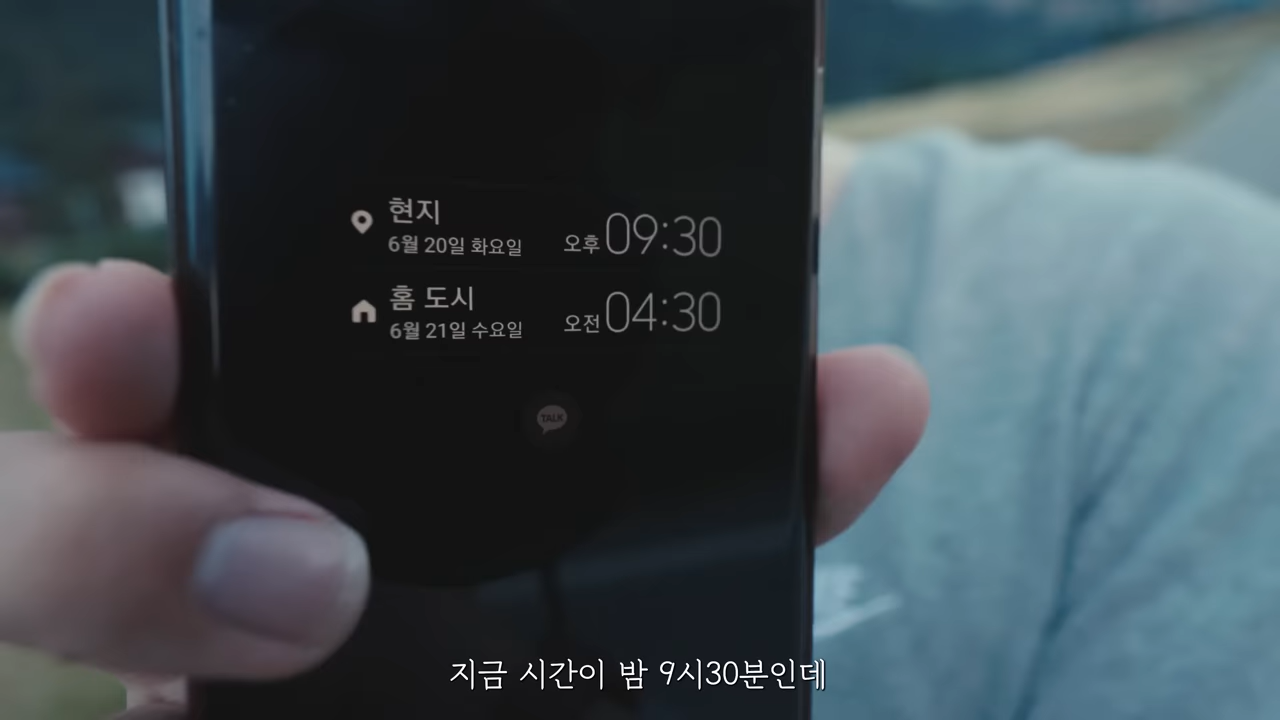 현지
6월 20일 화요일 오후 09:30
홈 도시
6월 21일 수요일 오전 04:30
TALK
지금 시간이 밤 9시30분인데